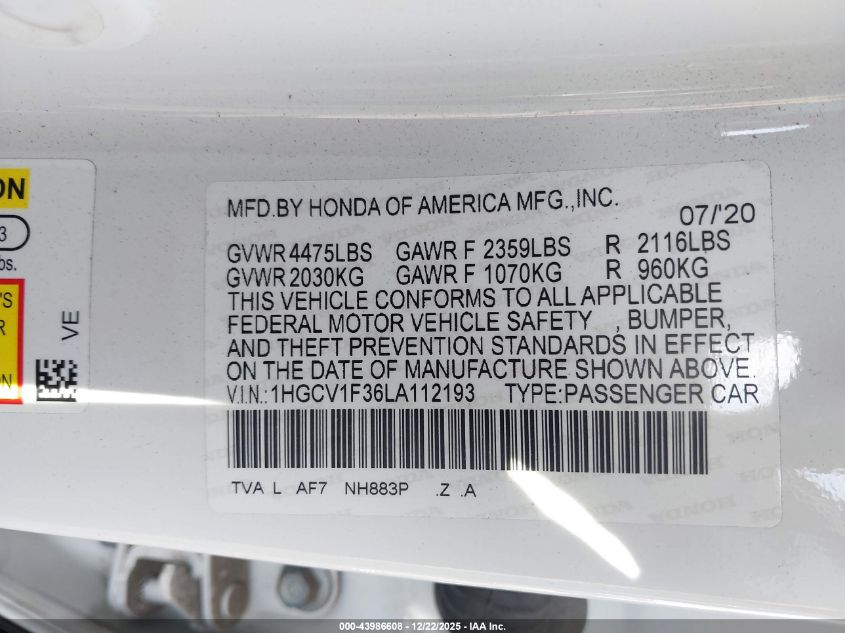 ON
3
bs.
'S
R
ON
VE
MFD.BY HONDA OF AMERICA MFG.,INC.
07/'20
GVWR 4475LBS GAWR F 2359LBS R 2116LBS
GVWR 2030KG GAWR F 1070KG R 960KG
THIS VEHICLE CONFORMS TO ALL APPLICABLE
FEDERAL MOTOR VEHICLE SAFETY , BUMPER,
AND THEFT PREVENTION STANDARDS IN EFFECT
ON THE DATE OF MANUFACTURE SHOWN ABOVE.
V.I.N.:1HGCV1F36LA112193 TYPE:PASSENGER CAR
TVA L AF7 NH883P .Z .A
000-43986608 - 12/22/2025 - IAA Inc.